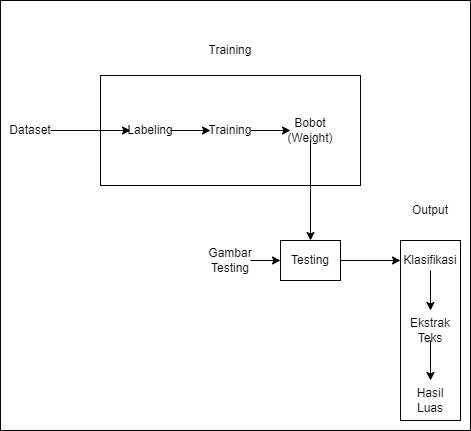 Training
Dataset
Labeling
Training
Bobot
(Weight)
Output
Gambar
Testing
Testing
Klasifikasi
Ekstrak
Teks
Hasil
Luas